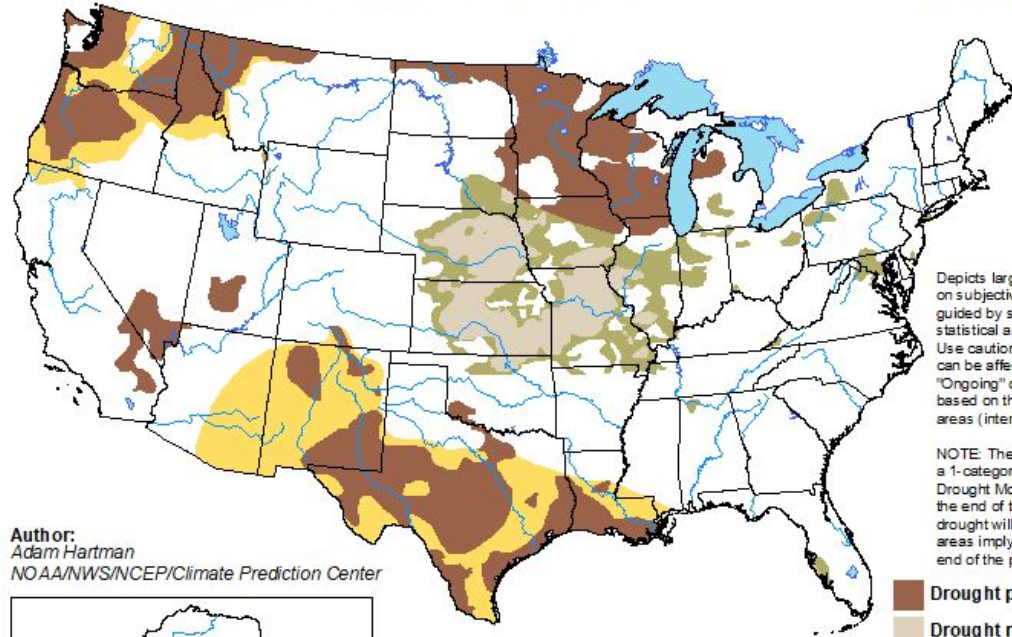 Depicts larg
on subjectiv
guided by s
statistical a
Use caution
can be affe
"Ongoing" d
based on th
areas (inter
NOTE: The
a 1-categor
Drought Mo
the end of t
drought will
areas imply
end of the p
Author:
Adam Hartman
NOAA/NWS/NCEP/Climate Prediction Center
Drought p
Drought r